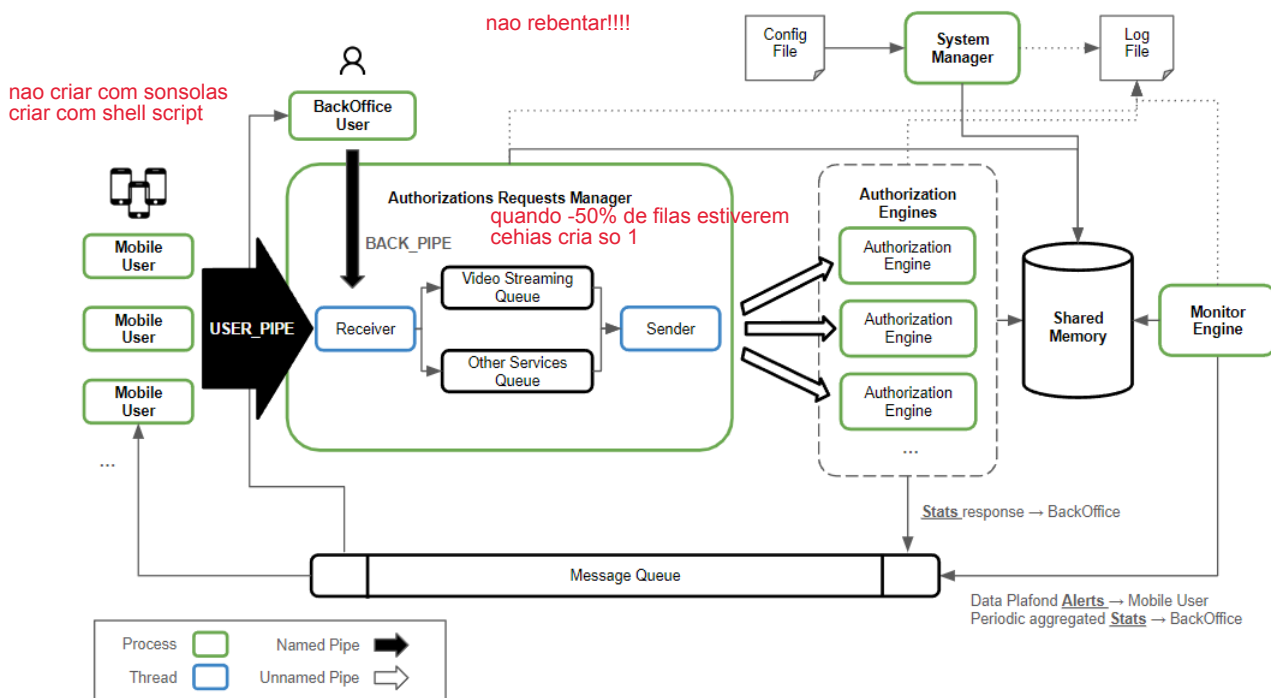 nao rebentar!!!!
Config
File
System
Manager
Log
File
nao criar com sonsolas
criar com shell script
BackOffice
User
Authorizations Requests Manager
quando -50% de filas estiverem
cehias cria so 1
BACK_PIPE
Authorization
Engines
Mobile
User
Mobile
User
Mobile
User
...
USER_PIPE
Receiver
Video Streaming
Queue
Other Services
Queue
Sender
Authorization
Engine
Authorization
Engine
Authorization
Engine
...
Shared
Memory
Monitor
Engine
Stats response → BackOffice
Message Queue
Data Plafond Alerts → Mobile User
Periodic aggregated Stats → BackOffice
Process
Named Pipe
Thread
Unnamed Pipe